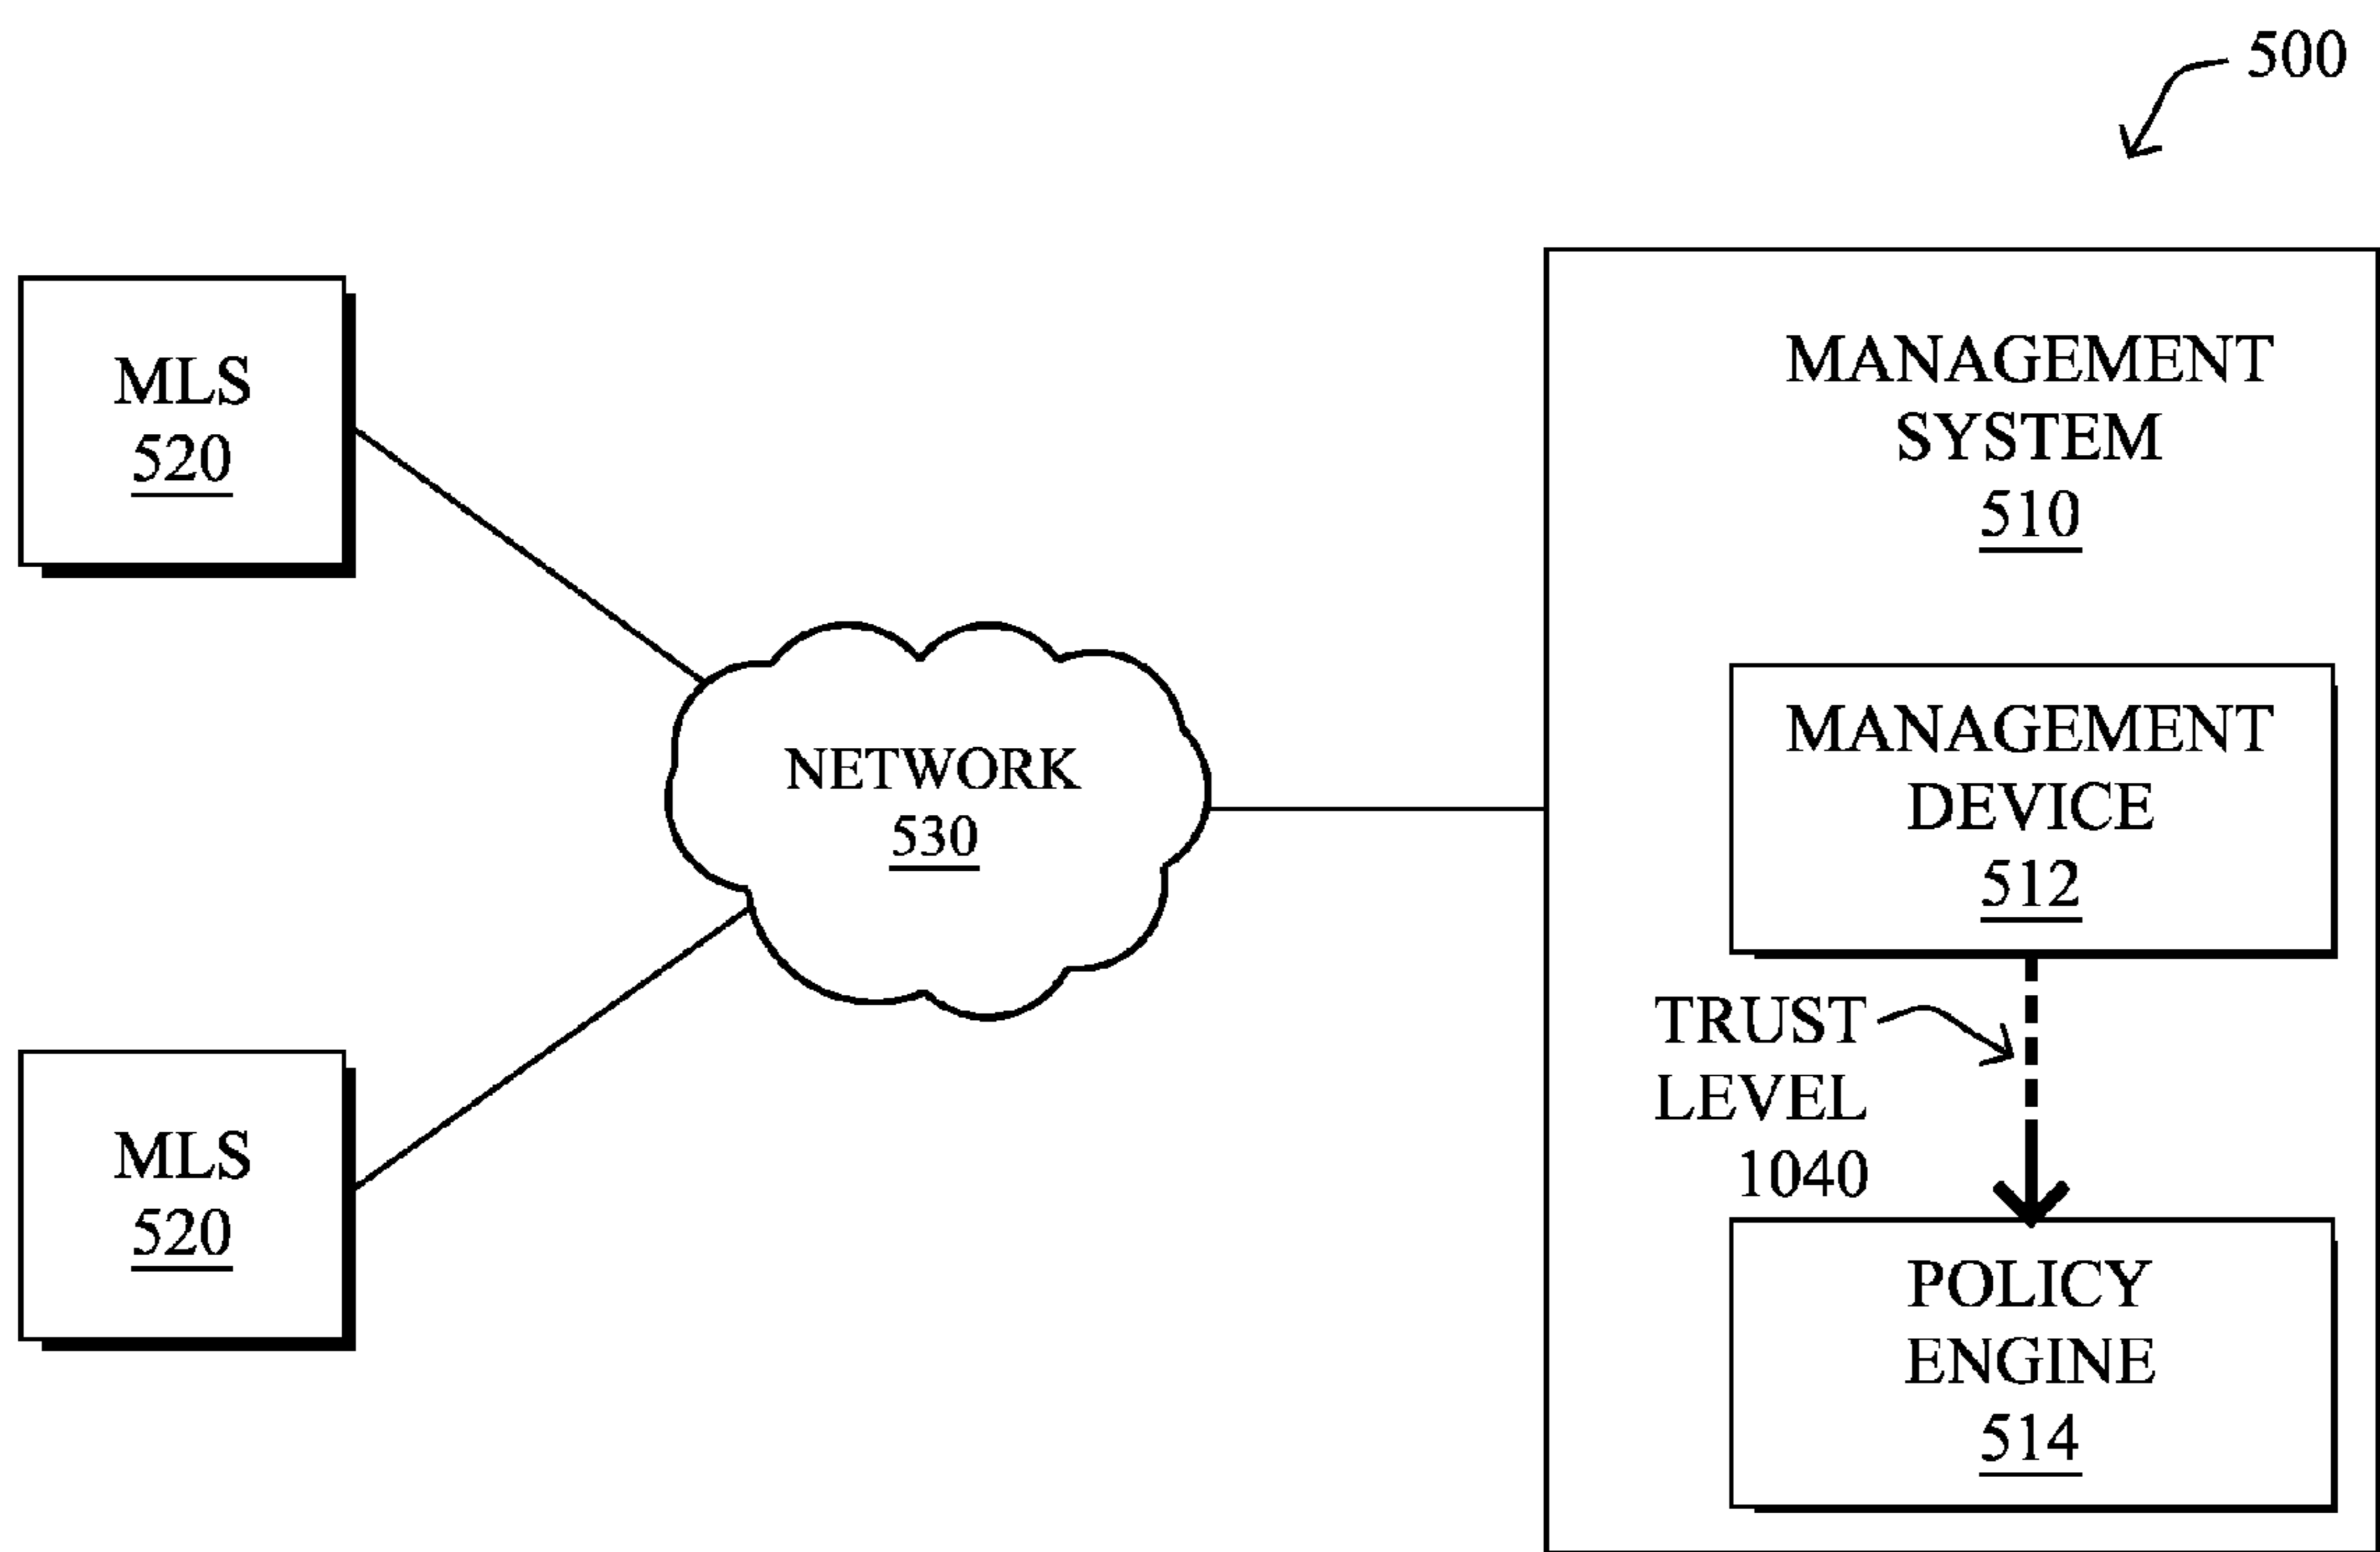 500
MLS
520
MLS
520
NETWORK
530
MANAGEMENT
SYSTEM
510
MANAGEMENT
DEVICE
512
TRUST
LEVEL
1040
POLICY
ENGINE
514